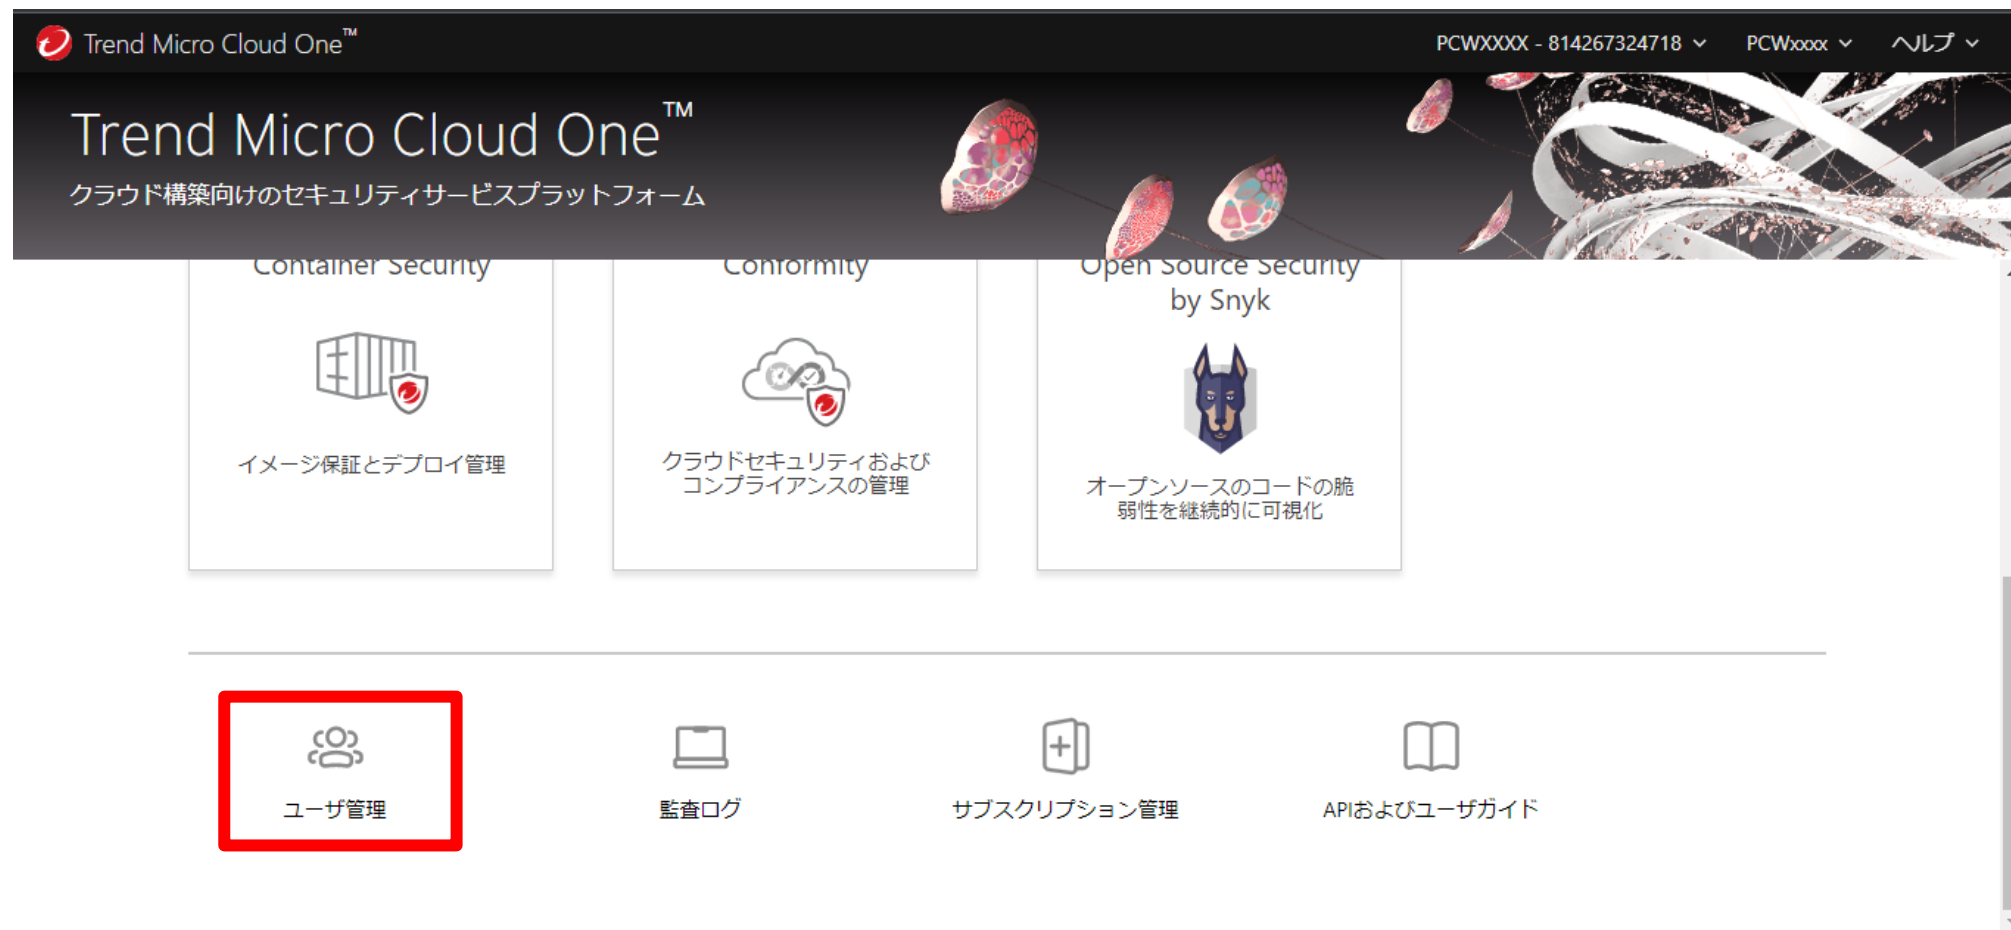 Trend Micro Cloud One™
PCWXXXX - 814267324718
PCWxxxx
ヘルプ
Trend Micro Cloud One™
クラウド構築向けのセキュリティサービスプラットフォーム
Container Security
イメージ保証とデプロイ管理
Conformity
クラウドセキュリティおよび
コンプライアンスの管理
Open Source Security
by Snyk
オープンソースのコードの脆
弱性を継続的に可視化
ユーザ管理
監査ログ
サブスクリプション管理
APIおよびユーザガイド